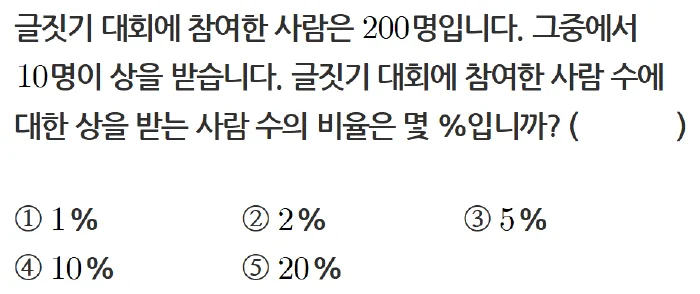 글짓기 대회에 참여한 사람은 200명입니다. 그중에서
10명이 상을 받습니다. 글짓기 대회에 참여한 사람 수에
대한 상을 받는 사람 수의 비율은 몇 %입니까? ( )
① 1% ② 2% ③ 5%
④ 10% ⑤ 20%